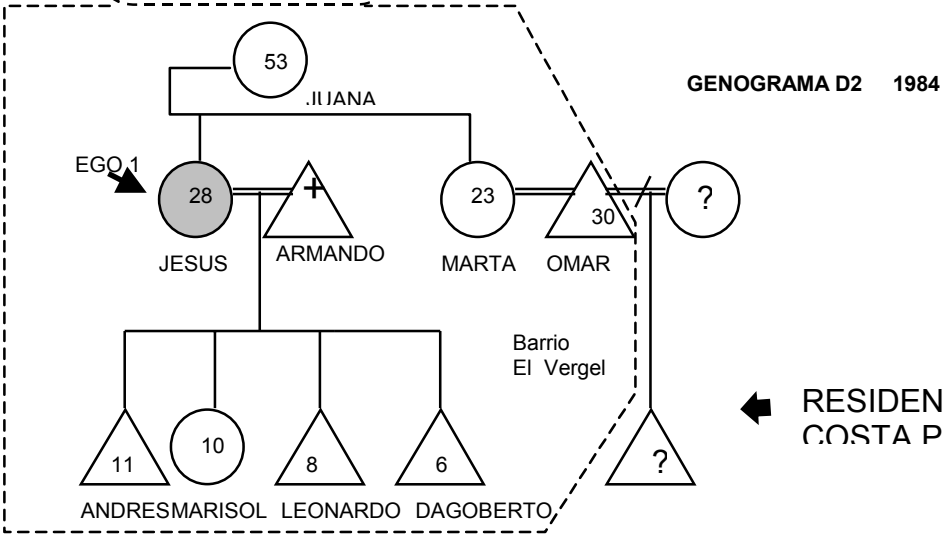 53
GENOGRAMA D2 1984
JUANA
EGO 1
28
+
23
30
?
JESUS
ARMANDO
MARTA
OMAR
Barrio
El Vergel
RESIDEN
COSTA P
11
10
8
6
?
ANDRES MARISOL LEONARDO DAGOBERTO